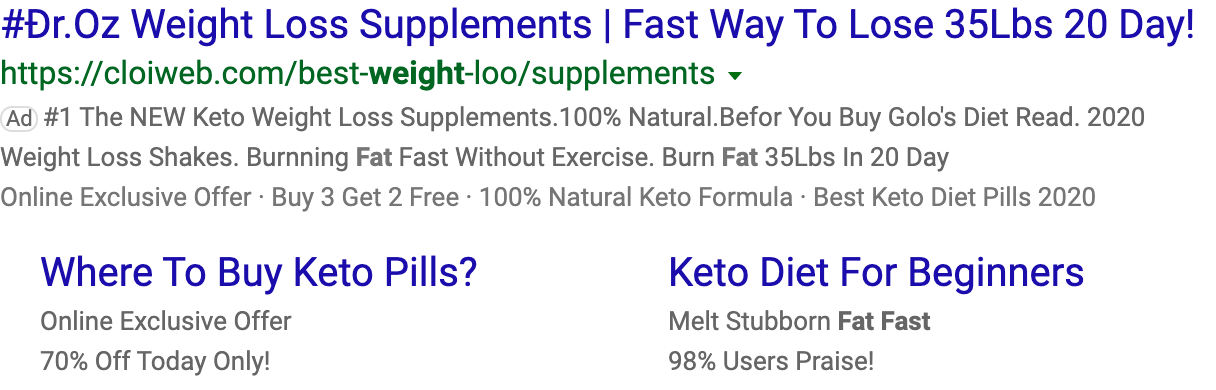 #Đr.Oz Weight Loss Supplements | Fast Way To Lose 35Lbs 20 Day!
https://cloiweb.com/best-weight-loo/supplements
Ad #1 The NEW Keto Weight Loss Supplements.100% Natural.Befor You Buy Golo's Diet Read. 2020
Weight Loss Shakes. Burnning Fat Fast Without Exercise. Burn Fat 35Lbs In 20 Day
Online Exclusive Offer · Buy 3 Get 2 Free · 100% Natural Keto Formula · Best Keto Diet Pills 2020
Where To Buy Keto Pills?
Online Exclusive Offer
70% Off Today Only!
Keto Diet For Beginners
Melt Stubborn Fat Fast
98% Users Praise!